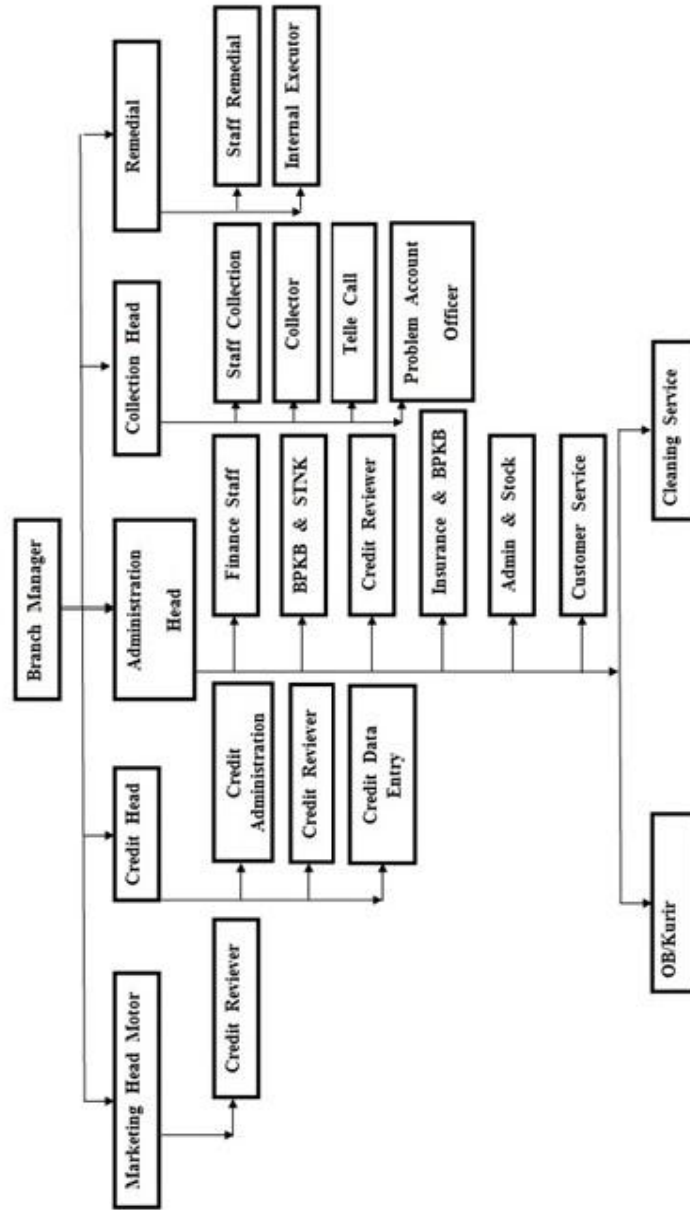 Branch Manager
Marketing Head Motor
Credit Head
Administration
Head
Collection Head
Remedial
Credit Reviever
Credit
Administration
Credit Reviever
Credit Data
Entry
Finance Staff
BPKB & STNK
Credit Reviewer
Insurance & BPKB
Admin & Stock
Customer Service
Staff Collection
Collector
Telle Call
Problem Account
Officer
Staff Remedial
Internal Executor
OB/Kurir
Cleaning Service